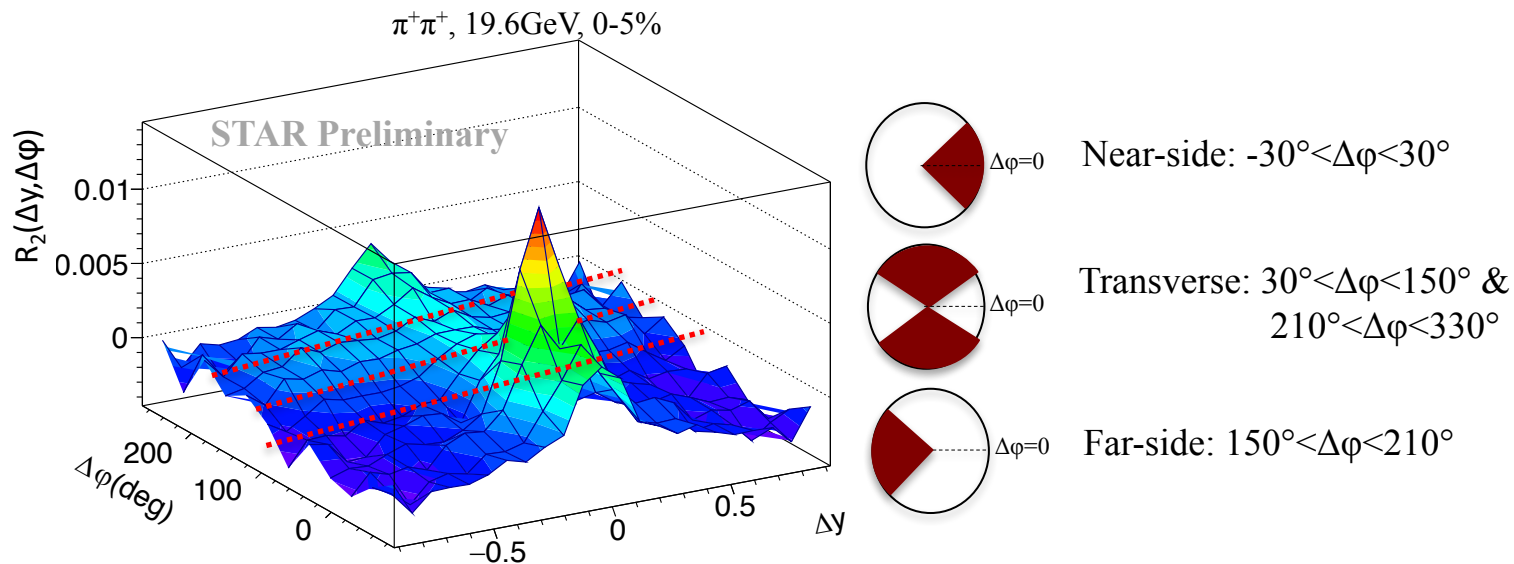 π⁺π⁺, 19.6GeV, 0-5%
STAR Preliminary
R₂(Δy,Δφ)
0.01
0.005
0
200
100
0
Δφ(deg)
−0.5
0
0.5
Δy
Δφ=0
Near-side: -30°<Δφ<30°
Δφ=0
Transverse: 30°<Δφ<150° &
210°<Δφ<330°
Δφ=0
Far-side: 150°<Δφ<210°